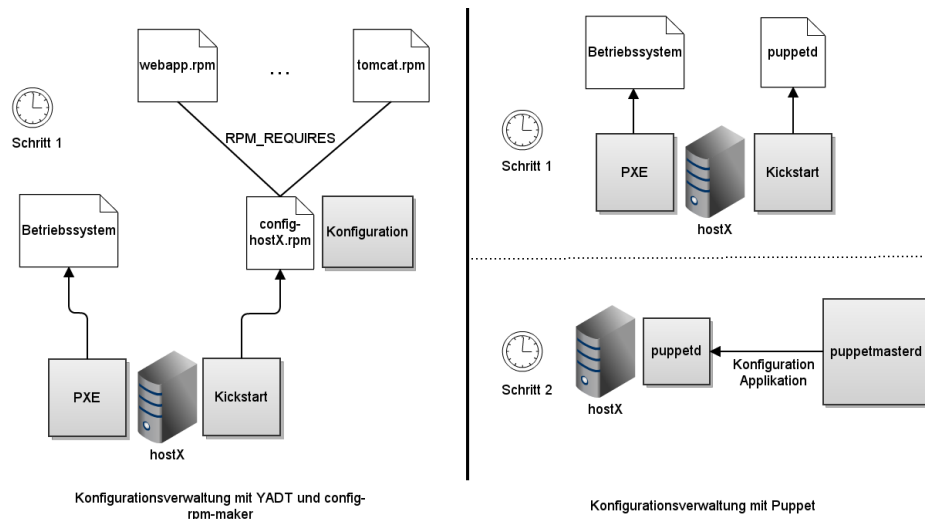 webapp.rpm
...
tomcat.rpm
Schritt 1
RPM_REQUIRES
Betriebssystem
config-
hostX.rpm
Konfiguration
PXE
Kickstart
hostX
Konfigurationsverwaltung mit YADT und config-
rpm-maker
Betriebssystem
puppetd
Schritt 1
PXE
Kickstart
hostX
Schritt 2
puppetd
Konfiguration
Applikation
puppetmasterd
hostX
Konfigurationsverwaltung mit Puppet